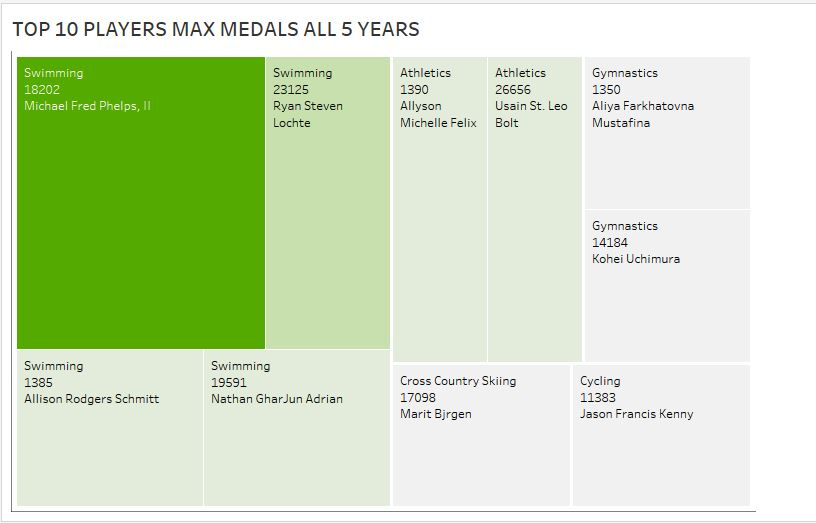 TOP 10 PLAYERS MAX MEDALS ALL 5 YEARS
Swimming
18202
Michael Fred Phelps, II
Swimming
23125
Ryan Steven
Lochte
Athletics
1390
Allyson
Michelle Felix
Athletics
26656
Usain St. Leo
Bolt
Gymnastics
1350
Aliya Farkhatovna
Mustafina
Gymnastics
14184
Kohei Uchimura
Swimming
1385
Allison Rodgers Schmitt
Swimming
19591
Nathan GharJun Adrian
Cross Country Skiing
17098
Marit Bjrgen
Cycling
11383
Jason Francis Kenny